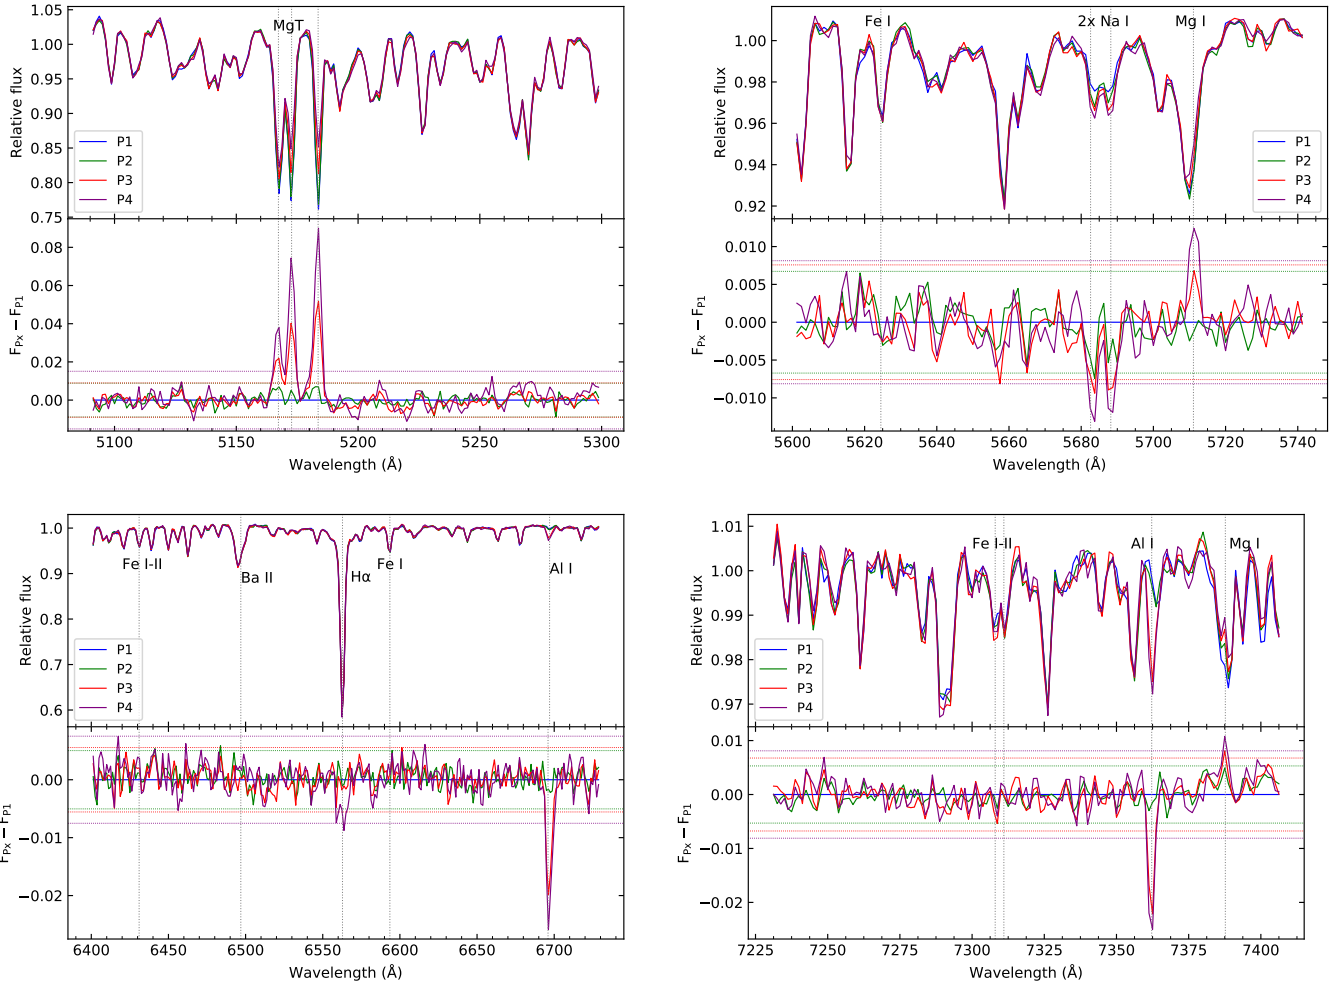 MgT
Relative flux
1.05
1.00
0.95
0.90
0.85
0.80
0.75
P1
P2
P3
P4
F_Px − F_P1
0.08
0.06
0.04
0.02
0.00
5100 5150 5200 5250 5300
Wavelength (Å)
Fe I 2x Na I Mg I
Relative flux
1.00
0.98
0.96
0.94
0.92
P1
P2
P3
P4
F_Px − F_P1
0.010
0.005
0.000
−0.005
−0.010
5600 5620 5640 5660 5680 5700 5720 5740
Wavelength (Å)
Relative flux
1.0
0.9
0.8
0.7
0.6
Fe I-II Ba II Hα Fe I Al I
P1
P2
P3
P4
F_Px − F_P1
0.00
−0.01
−0.02
6400 6450 6500 6550 6600 6650 6700
Wavelength (Å)
Relative flux
1.01
1.00
0.99
0.98
0.97
Fe I-II Al I Mg I
P1
P2
P3
P4
F_Px − F_P1
0.01
0.00
−0.01
−0.02
7225 7250 7275 7300 7325 7350 7375 7400
Wavelength (Å)